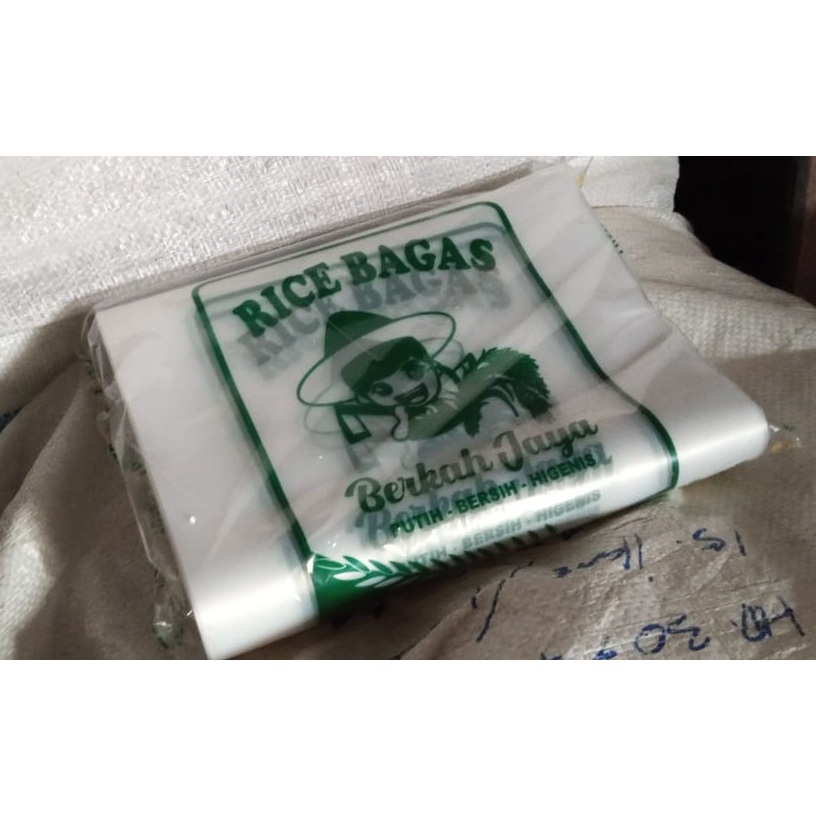 RICE BAGAS
Berkah Jaya
PUTIH - BERSIH - HIGENIS